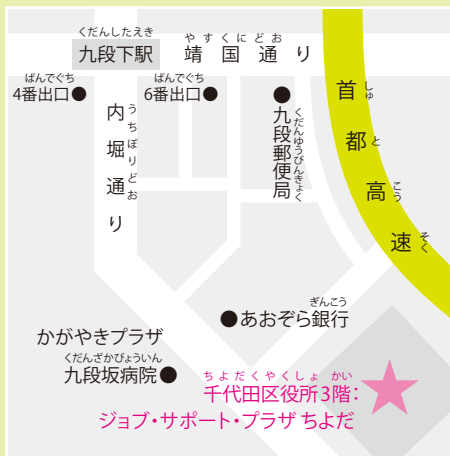 くだんしたえき
九段下駅
やすくにどお
靖国通り
ばんでぐち
4番出口●
ばんでぐち
6番出口●
うちぼりどお
内堀通り
くだんゆうびんきょく
●九段郵便局
しゅとこうそく
首都高速
ぎんこう
●あおぞら銀行
かがやきプラザ
くだんざかびょういん
九段坂病院●
ちよだくやくしょ かい
千代田区役所3階:
ジョブ・サポート・プラザ ちよだ